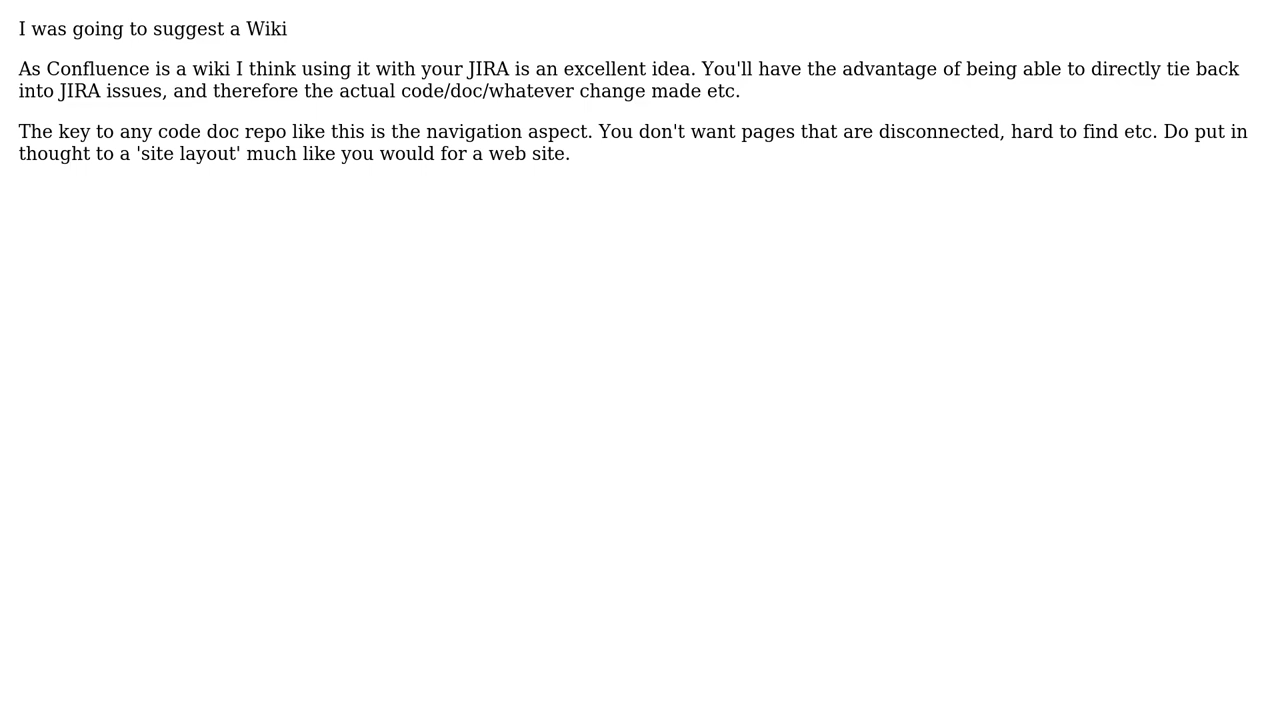 I was going to suggest a Wiki
As Confluence is a wiki I think using it with your JIRA is an excellent idea. You'll have the advantage of being able to directly tie back
into JIRA issues, and therefore the actual code/doc/whatever change made etc.
The key to any code doc repo like this is the navigation aspect. You don't want pages that are disconnected, hard to find etc. Do put in
thought to a 'site layout' much like you would for a web site.